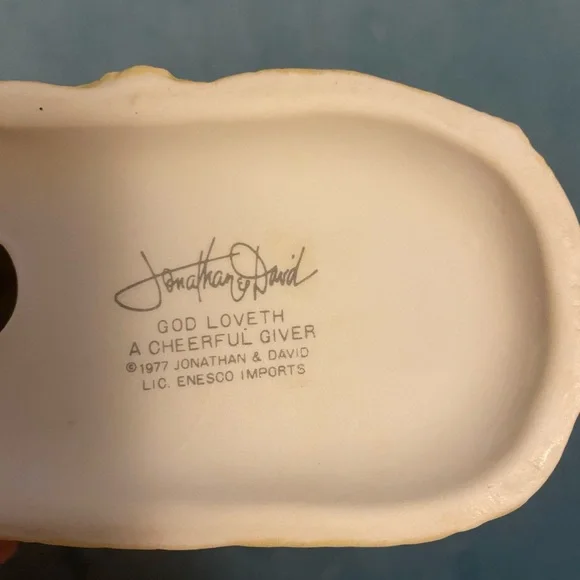 Jonathan & David
GOD LOVETH
A CHEERFUL GIVER
© 1977 JONATHAN & DAVID
LIC. ENESCO IMPORTS